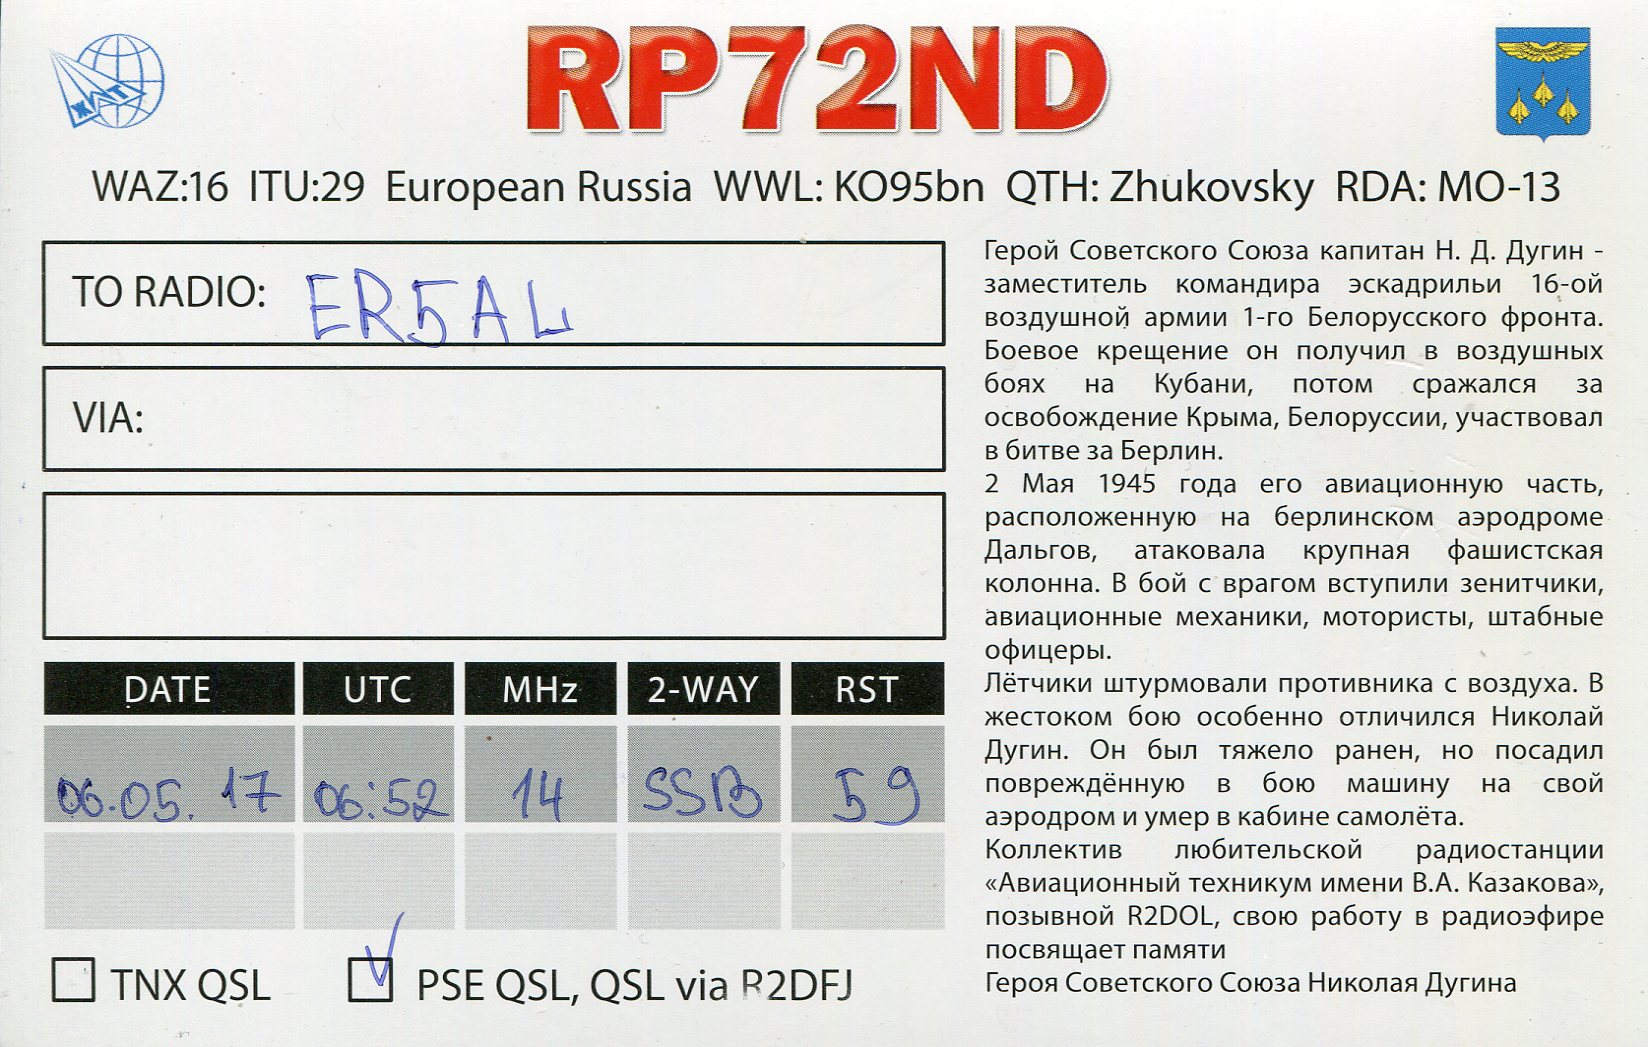 RP72ND
ЖАТ
WAZ:16 ITU:29 European Russia WWL: KO95bn QTH: Zhukovsky RDA: MO-13
TO RADIO: ER5AL
VIA:
DATE UTC MHz 2-WAY RST
06.05.17 06:52 14 SSB 59
TNX QSL PSE QSL, QSL via R2DFJ
Герой Советского Союза капитан Н. Д. Дугин -
заместитель командира эскадрильи 16-ой
воздушной армии 1-го Белорусского фронта.
Боевое крещение он получил в воздушных
боях на Кубани, потом сражался за
освобождение Крыма, Белоруссии, участвовал
в битве за Берлин.
2 Мая 1945 года его авиационную часть,
расположенную на берлинском аэродроме
Дальгов, атаковала крупная фашистская
колонна. В бой с врагом вступили зенитчики,
авиационные механики, мотористы, штабные
офицеры.
Лётчики штурмовали противника с воздуха. В
жестоком бою особенно отличился Николай
Дугин. Он был тяжело ранен, но посадил
повреждённую в бою машину на свой
аэродром и умер в кабине самолёта.
Коллектив любительской радиостанции
«Авиационный техникум имени В.А. Казакова»,
позывной R2DOL, свою работу в радиоэфире
посвящает памяти
Героя Советского Союза Николая Дугина